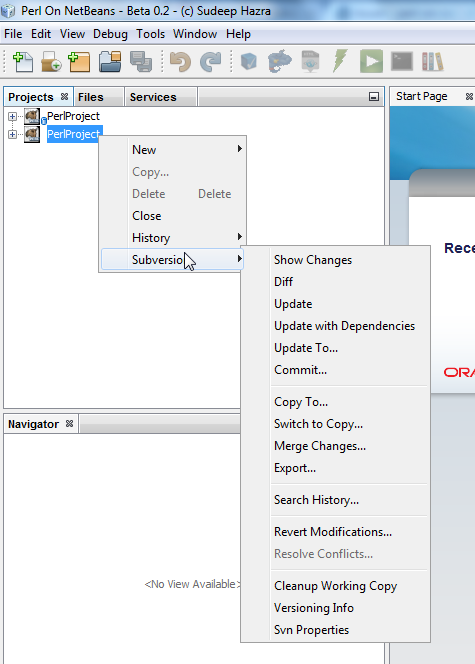 Perl On NetBeans - Beta 0.2 - (c) Sudeep Hazra
File Edit View Debug Tools Window Help
Projects Files Services Start Page
PerlProject
PerlProject
New
Copy...
Delete Delete
Close
History
Subversio
Show Changes
Diff
Update
Update with Dependencies
Update To...
Commit...
Copy To...
Switch to Copy...
Merge Changes...
Export...
Search History...
Revert Modifications...
Resolve Conflicts...
Cleanup Working Copy
Versioning Info
Svn Properties
Rece
ORA
Navigator
<No View Available>